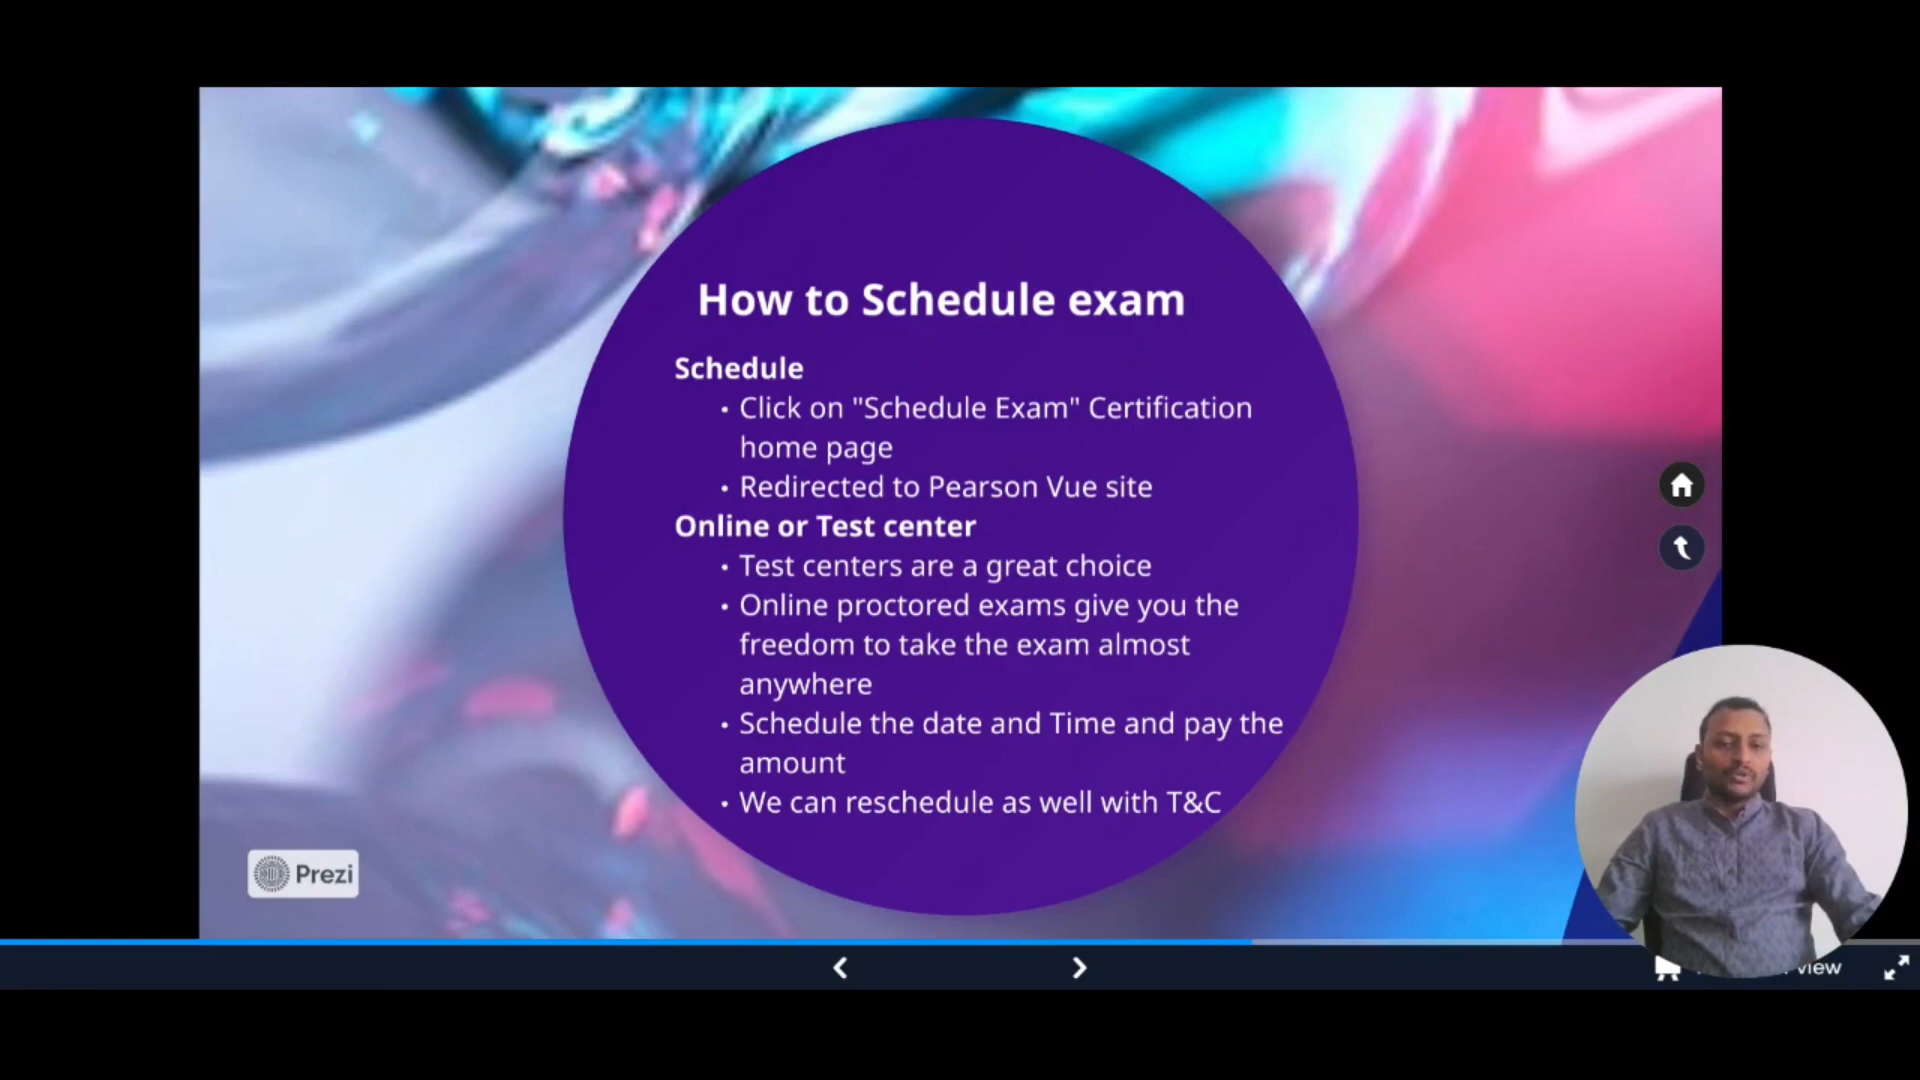 How to Schedule exam
Schedule
• Click on "Schedule Exam" Certification
home page
• Redirected to Pearson Vue site
Online or Test center
• Test centers are a great choice
• Online proctored exams give you the
freedom to take the exam almost
anywhere
• Schedule the date and Time and pay the
amount
• We can reschedule as well with T&C
Prezi
view